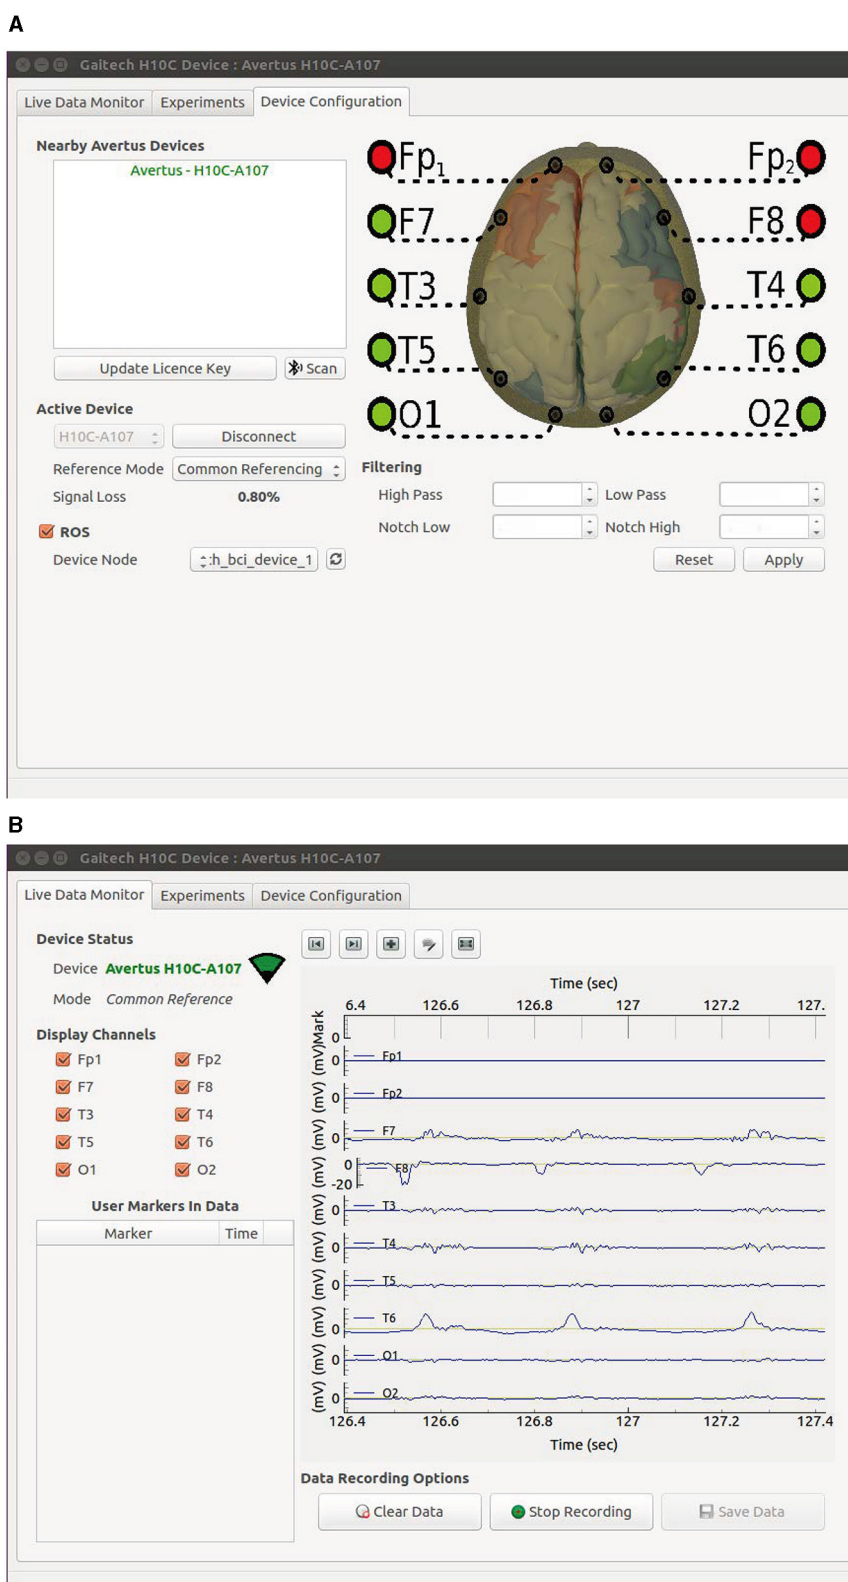 A
Gaitech H10C Device : Avertus H10C-A107
Live Data Monitor Experiments Device Configuration
Nearby Avertus Devices
Avertus - H10C-A107
Fp1 Fp2
F7 F8
T3 T4
T5 T6
O1 O2
Update Licence Key Scan
Active Device
H10C-A107 Disconnect
Reference Mode Common Referencing
Signal Loss 0.80%
ROS
Device Node :h_bci_device_1
Filtering
High Pass Low Pass
Notch Low Notch High
Reset Apply
B
Gaitech H10C Device : Avertus H10C-A107
Live Data Monitor Experiments Device Configuration
Device Status
Device Avertus H10C-A107
Mode Common Reference
Display Channels
Fp1 Fp2
F7 F8
T3 T4
T5 T6
O1 O2
User Markers In Data
Marker Time
Time (sec)
6.4 126.6 126.8 127 127.2 127.
Mark 0
(mV) 0 Fp1
(mV) 0 Fp2
(mV) 0 F7
(mV) 0 -20 F8
(mV) 0 T3
(mV) 0 T4
(mV) 0 T5
(mV) 0 T6
(mV) 0 O1
(mV) 0 O2
126.4 126.6 126.8 127 127.2 127.4
Time (sec)
Data Recording Options
Clear Data Stop Recording Save Data